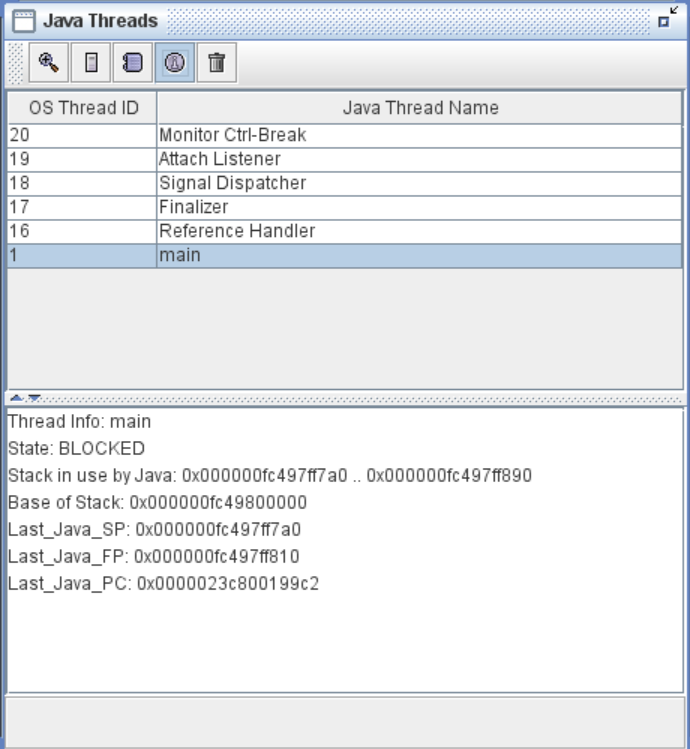 Java Threads
OS Thread ID Java Thread Name
20 Monitor Ctrl-Break
19 Attach Listener
18 Signal Dispatcher
17 Finalizer
16 Reference Handler
1 main
Thread Info: main
State: BLOCKED
Stack in use by Java: 0x000000fc497ff7a0 .. 0x000000fc497ff890
Base of Stack: 0x000000fc49800000
Last_Java_SP: 0x000000fc497ff7a0
Last_Java_FP: 0x000000fc497ff810
Last_Java_PC: 0x0000023c800199c2